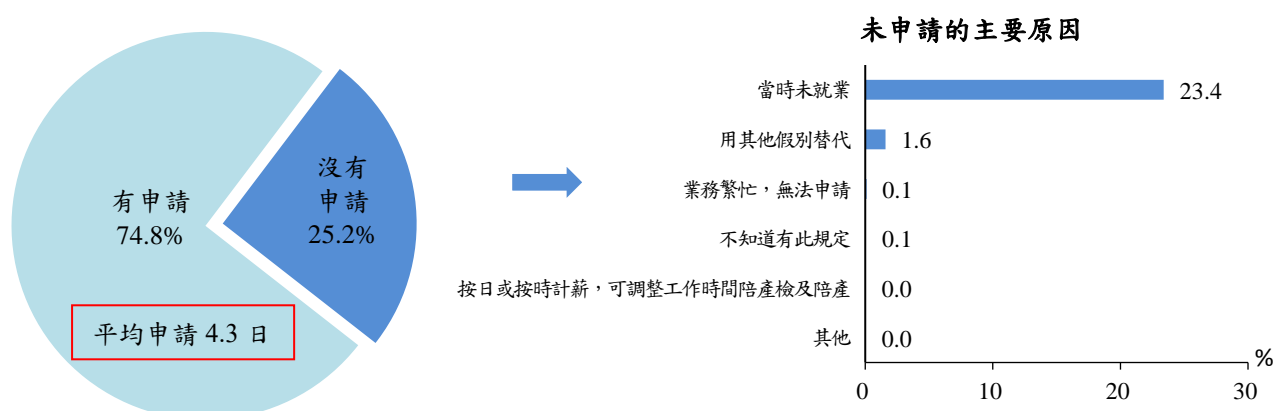 有申請
74.8%
平均申請 4.3 日
沒有
申請
25.2%
未申請的主要原因
當時未就業 23.4
用其他假別替代 1.6
業務繁忙，無法申請 0.1
不知道有此規定 0.1
按日或按時計薪，可調整工作時間陪產檢及陪產 0.0
其他 0.0
0 10 20 30 %